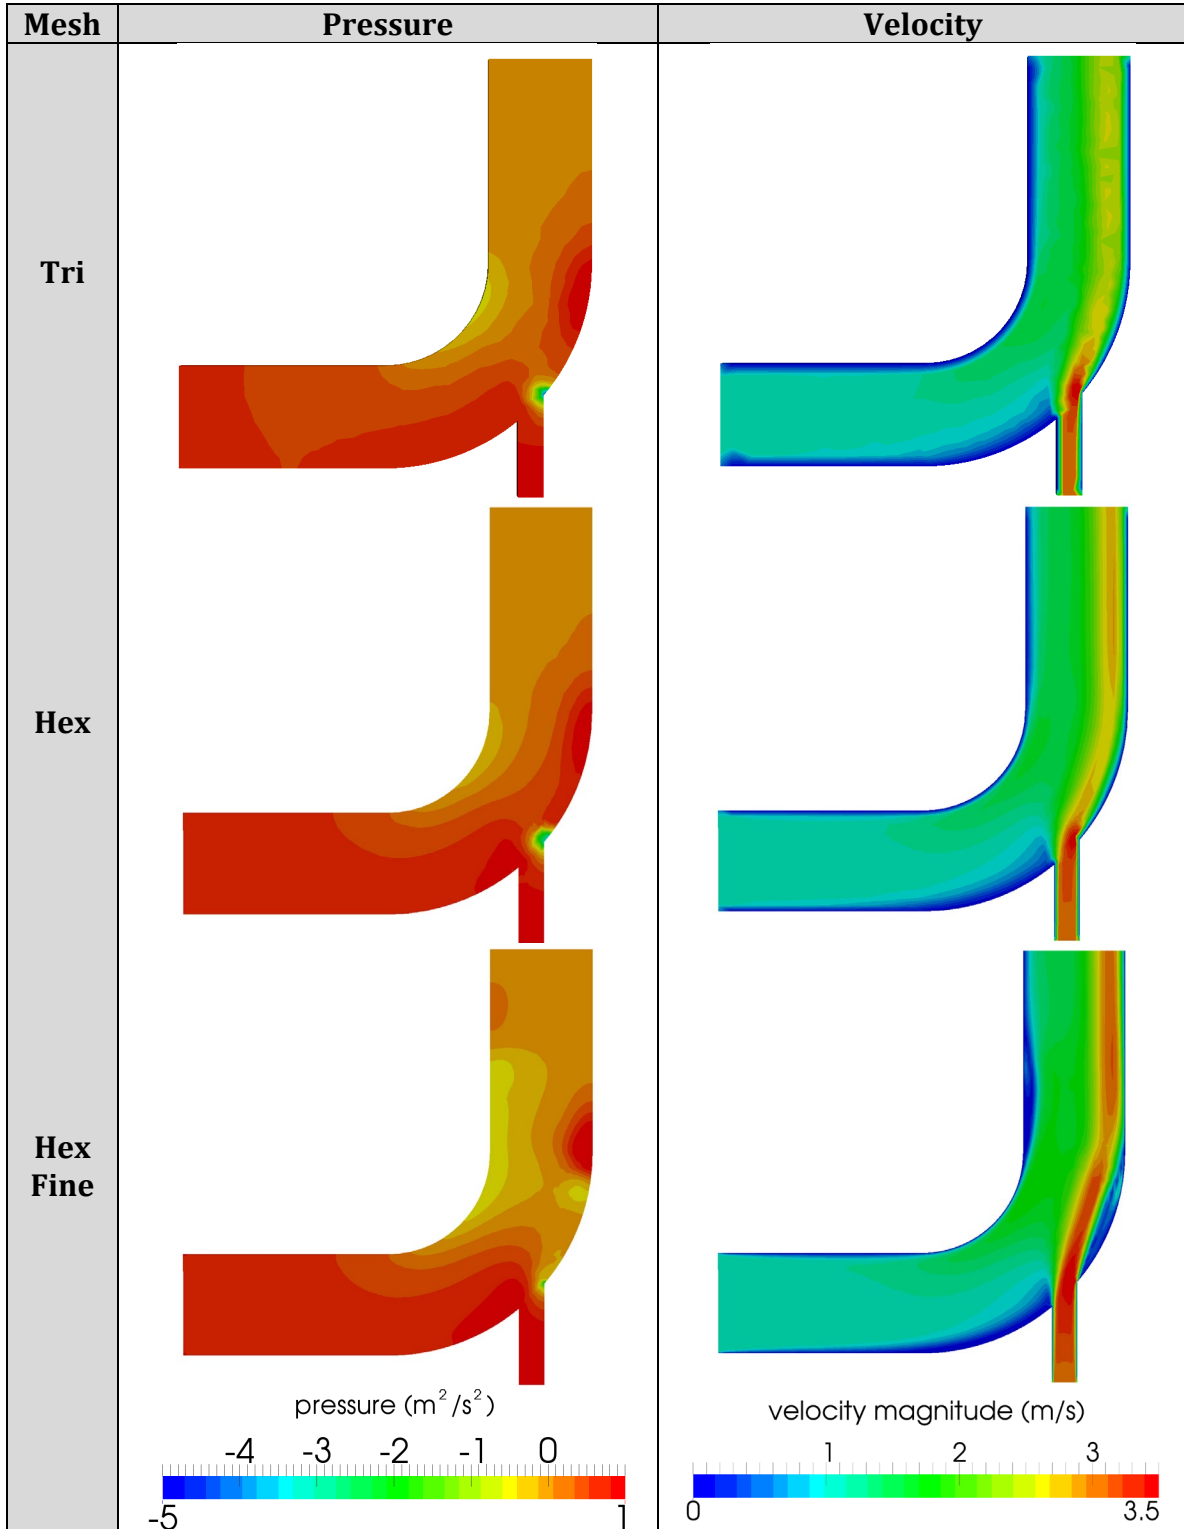 Mesh Pressure Velocity
Tri
Hex
Hex
Fine
pressure (m²/s²)
-4 -3 -2 -1 0
-5 1
velocity magnitude (m/s)
1 2 3
0 3.5